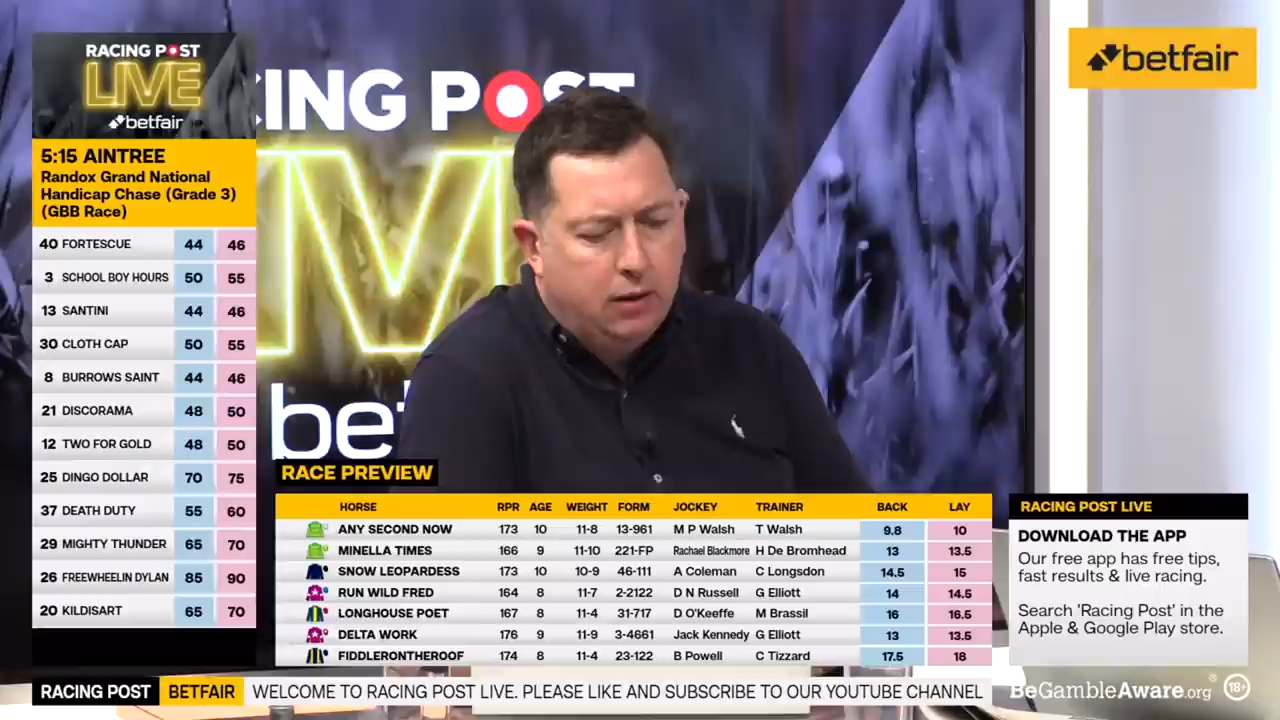 RACING POST
LIVE
betfair
5:15 AINTREE
Randox Grand National
Handicap Chase (Grade 3)
(GBB Race)
40 FORTESCUE 44 46
3 SCHOOL BOY HOURS 50 55
13 SANTINI 44 46
30 CLOTH CAP 50 55
8 BURROWS SAINT 44 46
21 DISCORAMA 48 50
12 TWO FOR GOLD 48 50
25 DINGO DOLLAR 70 75
37 DEATH DUTY 55 60
29 MIGHTY THUNDER 65 70
26 FREEWHEELIN DYLAN 85 90
20 KILDISART 65 70
CING POST
IV
bet
betfair
RACE PREVIEW
HORSE RPR AGE WEIGHT FORM JOCKEY TRAINER BACK LAY
ANY SECOND NOW 173 10 11-8 13-961 M P Walsh T Walsh 9.8 10
MINELLA TIMES 166 9 11-10 221-FP Rachael Blackmore H De Bromhead 13 13.5
SNOW LEOPARDESS 173 10 10-9 46-111 A Coleman C Longsdon 14.5 15
RUN WILD FRED 164 8 11-7 2-2122 D N Russell G Elliott 14 14.5
LONGHOUSE POET 167 8 11-4 31-717 D O'Keeffe M Brassil 16 16.5
DELTA WORK 176 9 11-9 3-4661 Jack Kennedy G Elliott 13 13.5
FIDDLERONTHEROOF 174 8 11-4 23-122 B Powell C Tizzard 17.5 18
RACING POST LIVE
DOWNLOAD THE APP
Our free app has free tips,
fast results & live racing.
Search 'Racing Post' in the
Apple & Google Play store.
RACING POST BETFAIR WELCOME TO RACING POST LIVE. PLEASE LIKE AND SUBSCRIBE TO OUR YOUTUBE CHANNEL
BeGambleAware.org® 18+